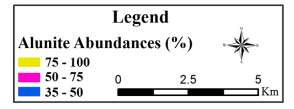 Legend
Alunite Abundances (%)
75 - 100
50 - 75
35 - 50
0 2.5 5
Km